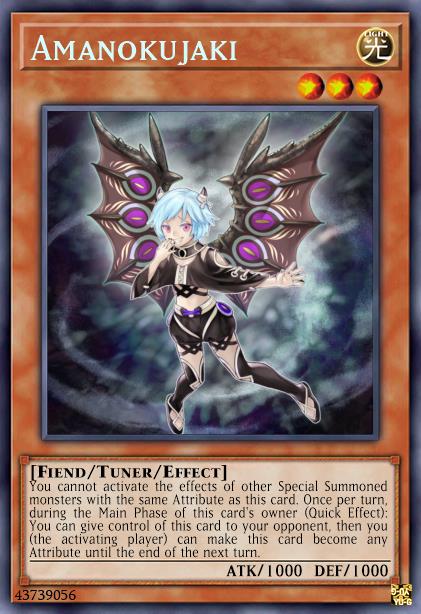 Amanokujaki
LIGHT
光
[Fiend/Tuner/Effect]
You cannot activate the effects of other Special Summoned
monsters with the same Attribute as this card. Once per turn,
during the Main Phase of this card's owner (Quick Effect):
You can give control of this card to your opponent, then you
(the activating player) can make this card become any
Attribute until the end of the next turn.
ATK/1000 DEF/1000
43739056